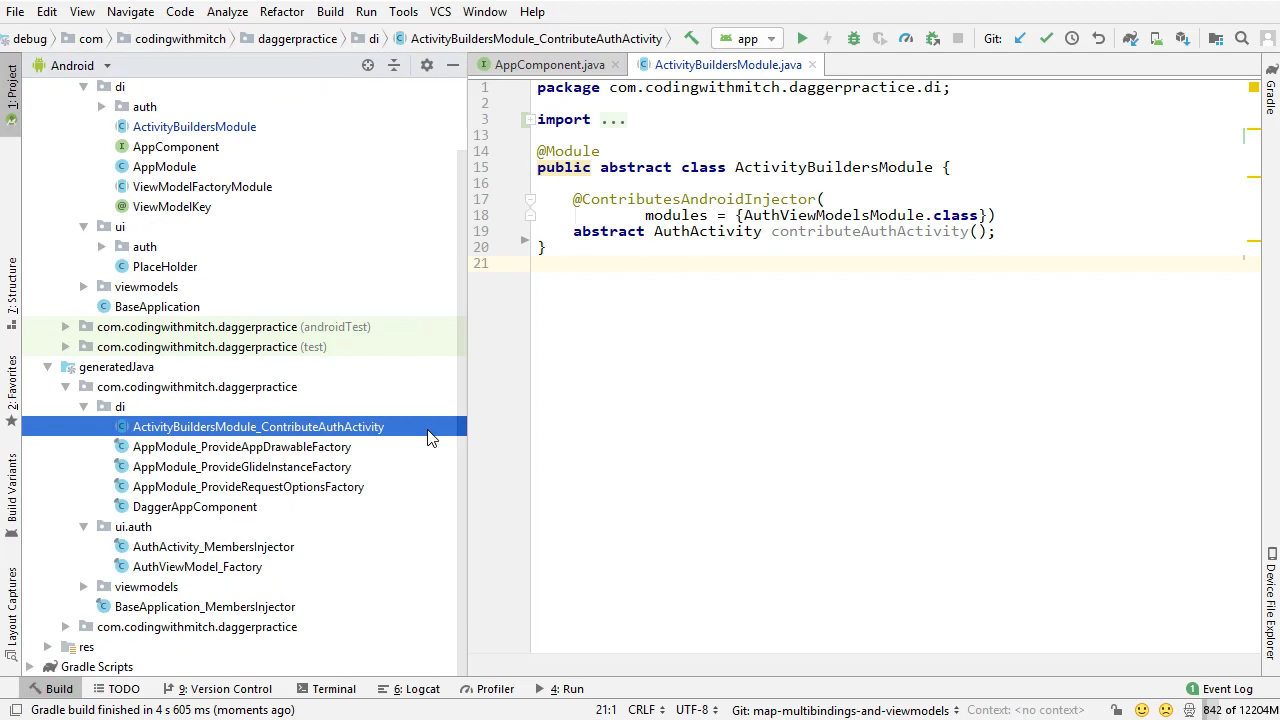 File Edit View Navigate Code Analyze Refactor Build Run Tools VCS Window Help
debug com codingwithmitch daggerpractice di ActivityBuildersModule_ContributeAuthActivity app Git:
1: Project
Z: Structure
2: Favorites
Build Variants
Layout Captures
Android
di
auth
ActivityBuildersModule
AppComponent
AppModule
ViewModelFactoryModule
ViewModelKey
ui
auth
PlaceHolder
viewmodels
BaseApplication
com.codingwithmitch.daggerpractice (androidTest)
com.codingwithmitch.daggerpractice (test)
generatedJava
com.codingwithmitch.daggerpractice
di
ActivityBuildersModule_ContributeAuthActivity
AppModule_ProvideAppDrawableFactory
AppModule_ProvideGlideInstanceFactory
AppModule_ProvideRequestOptionsFactory
DaggerAppComponent
ui.auth
AuthActivity_MembersInjector
AuthViewModel_Factory
viewmodels
BaseApplication_MembersInjector
com.codingwithmitch.daggerpractice
res
Gradle Scripts
AppComponent.java ActivityBuildersModule.java
1 package com.codingwithmitch.daggerpractice.di;
2
3 import ...
13
14 @Module
15 public abstract class ActivityBuildersModule {
16
17 @ContributesAndroidInjector(
18 modules = {AuthViewModelsModule.class})
19 abstract AuthActivity contributeAuthActivity();
20 }
21
Gradle
Device File Explorer
Build TODO 9: Version Control Terminal 6: Logcat Profiler 4: Run 1 Event Log
Gradle build finished in 4 s 605 ms (moments ago) 21:1 CRLF UTF-8 Git: map-multibindings-and-viewmodels Context: <no context> 842 of 12204M